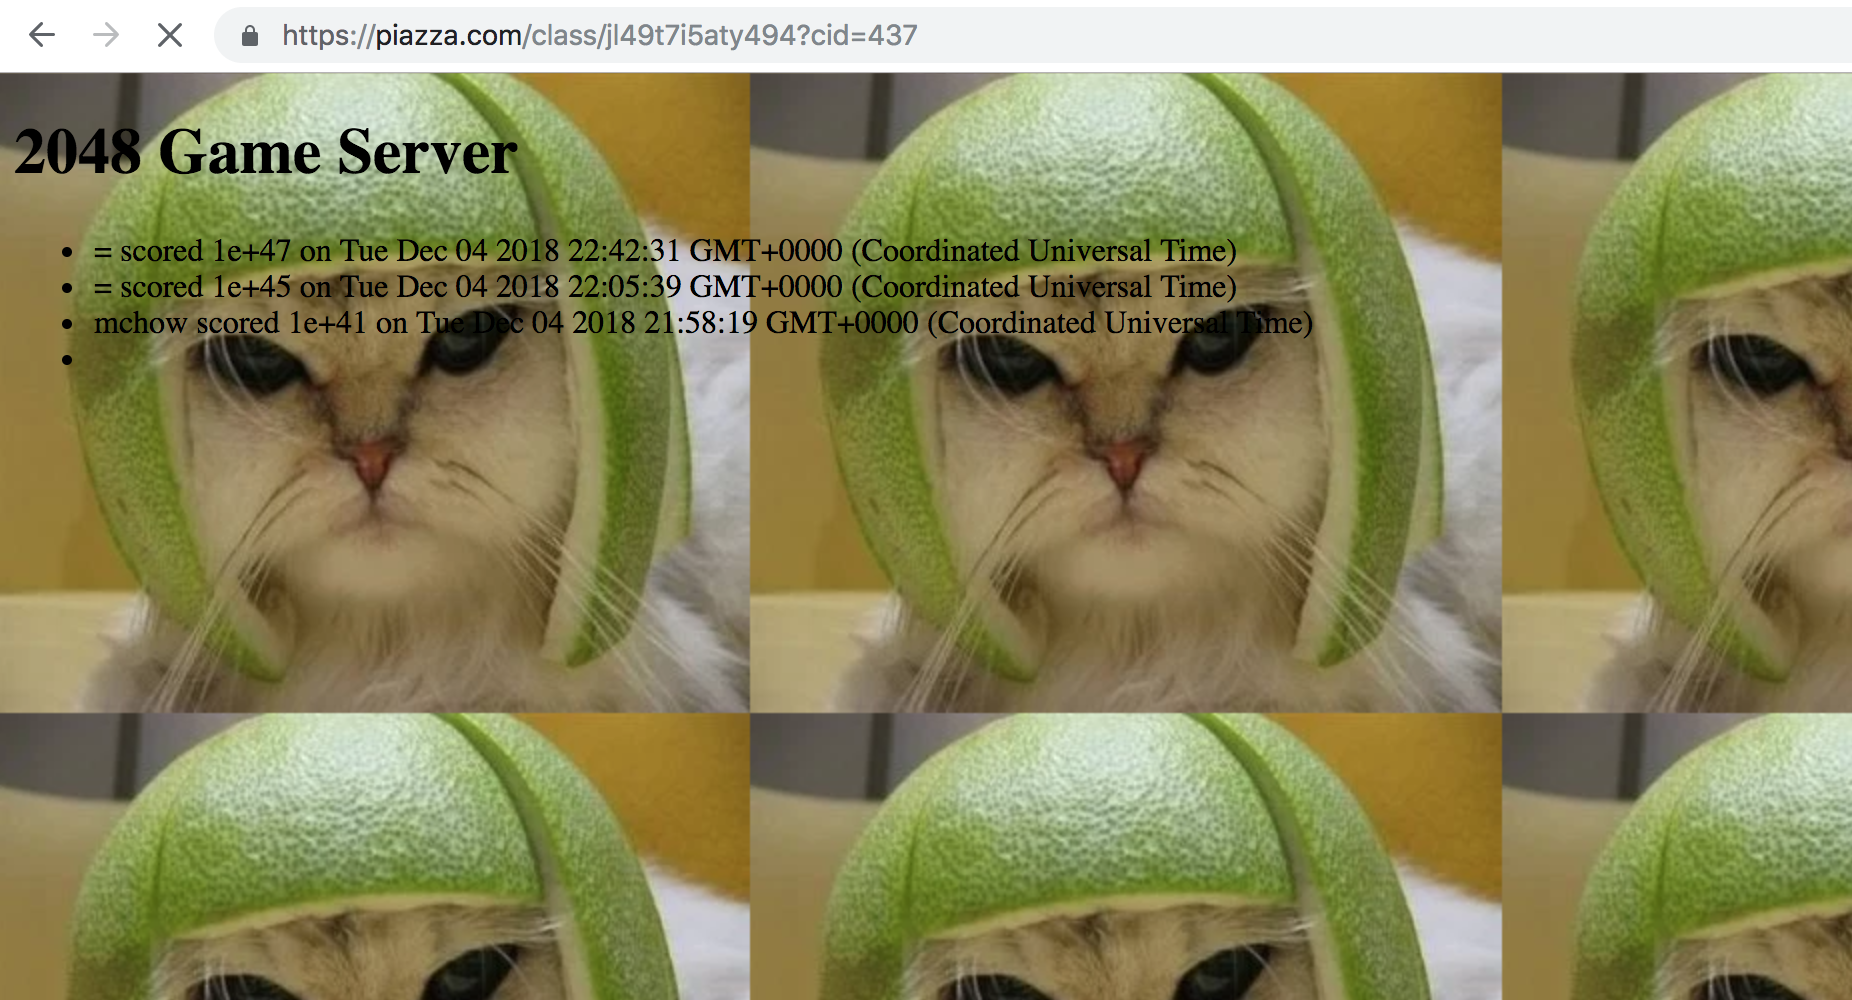 https://piazza.com/class/jl49t7i5aty494?cid=437
2048 Game Server
• = scored 1e+47 on Tue Dec 04 2018 22:42:31 GMT+0000 (Coordinated Universal Time)
• = scored 1e+45 on Tue Dec 04 2018 22:05:39 GMT+0000 (Coordinated Universal Time)
• mchow scored 1e+41 on Tue Dec 04 2018 21:58:19 GMT+0000 (Coordinated Universal Time)
•